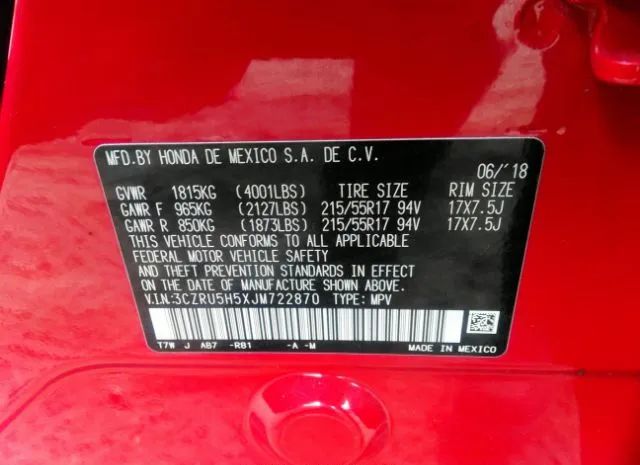 MFD.BY HONDA DE MEXICO S.A. DE C.V.
06/'18
GVWR 1815KG (4001LBS) TIRE SIZE RIM SIZE
GAWR F 965KG (2127LBS) 215/55R17 94V 17X7.5J
GAWR R 850KG (1873LBS) 215/55R17 94V 17X7.5J
THIS VEHICLE CONFORMS TO ALL APPLICABLE
FEDERAL MOTOR VEHICLE SAFETY
STANDARDS IN EFFECT ON THE DATE
OF MANUFACTURE SHOWN ABOVE.
V.I.N:3CZRU5H5XJM722870 TYPE: MPV
T7W J AB7 -R81 -A -M
MADE IN MEXICO